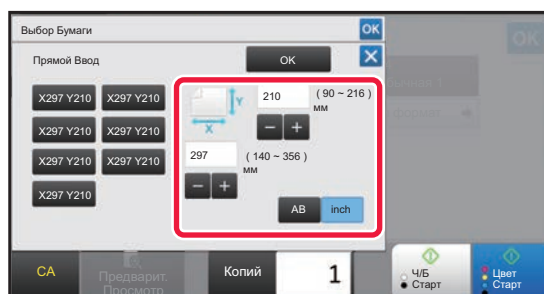 Выбор Бумаги
OK
OK
Прямой Ввод
OK
X297 Y210
X297 Y210
X297 Y210
X297 Y210
X297 Y210
X297 Y210
X297 Y210
Y
X
210
( 90 ~ 216 )
мм
297
( 140 ~ 356 )
мм
AB
inch
CA
Предварит.
Просмотр
Копий
1
Ч/Б
Старт
Цвет
Старт